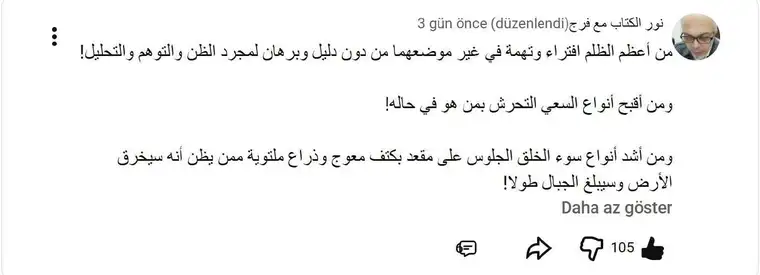 نور الكتاب مع فرج 3 gün önce (düzenlendi)
من أعظم الظلم افتراء وتهمة في غير موضعهما من دون دليل وبرهان لمجرد الظن والتوهم والتحليل!
ومن أقبح أنواع السعي التحرش بمن هو في حاله!
ومن أشد أنواع سوء الخلق الجلوس على مقعد بكتف معوج وذراع ملتوية ممن يظن أنه سيخرق
الأرض وسيبلغ الجبال طولا!
Daha az göster
105